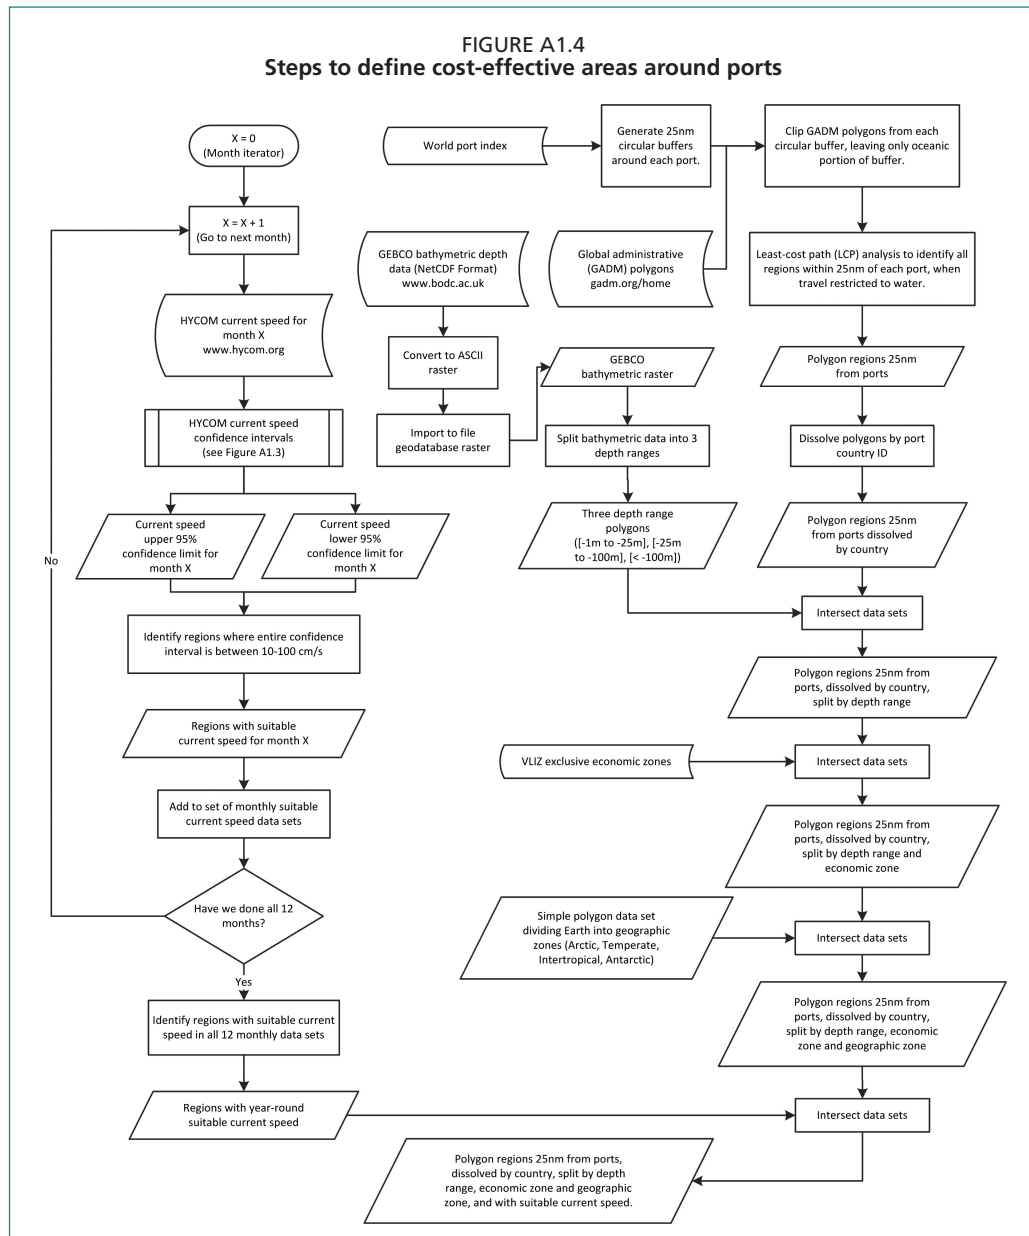 FIGURE A1.4
Steps to define cost-effective areas around ports
X = 0
(Month iterator)
X = X + 1
(Go to next month)
HYCOM current speed for
month X
www.hycom.org
HYCOM current speed
confidence intervals
(see Figure A1.3)
Current speed
upper 95%
confidence limit for
month X
Current speed
lower 95%
confidence limit for
month X
Identify regions where entire confidence
interval is between 10-100 cm/s
Regions with suitable
current speed for month X
Add to set of monthly suitable
current speed data sets
Have we done all 12
months?
No
Yes
Identify regions with suitable current
speed in all 12 monthly data sets
Regions with year-round
suitable current speed
World port index
Generate 25nm
circular buffers
around each port.
Clip GADM polygons from each
circular buffer, leaving only oceanic
portion of buffer.
GEBCO bathymetric depth
data (NetCDF Format)
www.bodc.ac.uk
Global administrative
(GADM) polygons
gadm.org/home
Least-cost path (LCP) analysis to identify all
regions within 25nm of each port, when
travel restricted to water.
Convert to ASCII
raster
Import to file
geodatabase raster
GEBCO
bathymetric raster
Split bathymetric data into 3
depth ranges
Three depth range
polygons
([-1m to -25m], [-25m
to -100m], [< -100m])
Polygon regions 25nm
from ports
Dissolve polygons by port
country ID
Polygon regions 25nm
from ports dissolved
by country
Intersect data sets
Polygon regions 25nm from
ports, dissolved by country,
split by depth range
VLIZ exclusive economic zones
Intersect data sets
Polygon regions 25nm from
ports, dissolved by country,
split by depth range and
economic zone
Simple polygon data set
dividing Earth into geographic
zones (Arctic, Temperate,
Intertropical, Antarctic)
Intersect data sets
Polygon regions 25nm from
ports, dissolved by country,
split by depth range, economic
zone and geographic zone
Intersect data sets
Polygon regions 25nm from ports,
dissolved by country, split by depth
range, economic zone and geographic
zone, and with suitable current speed.